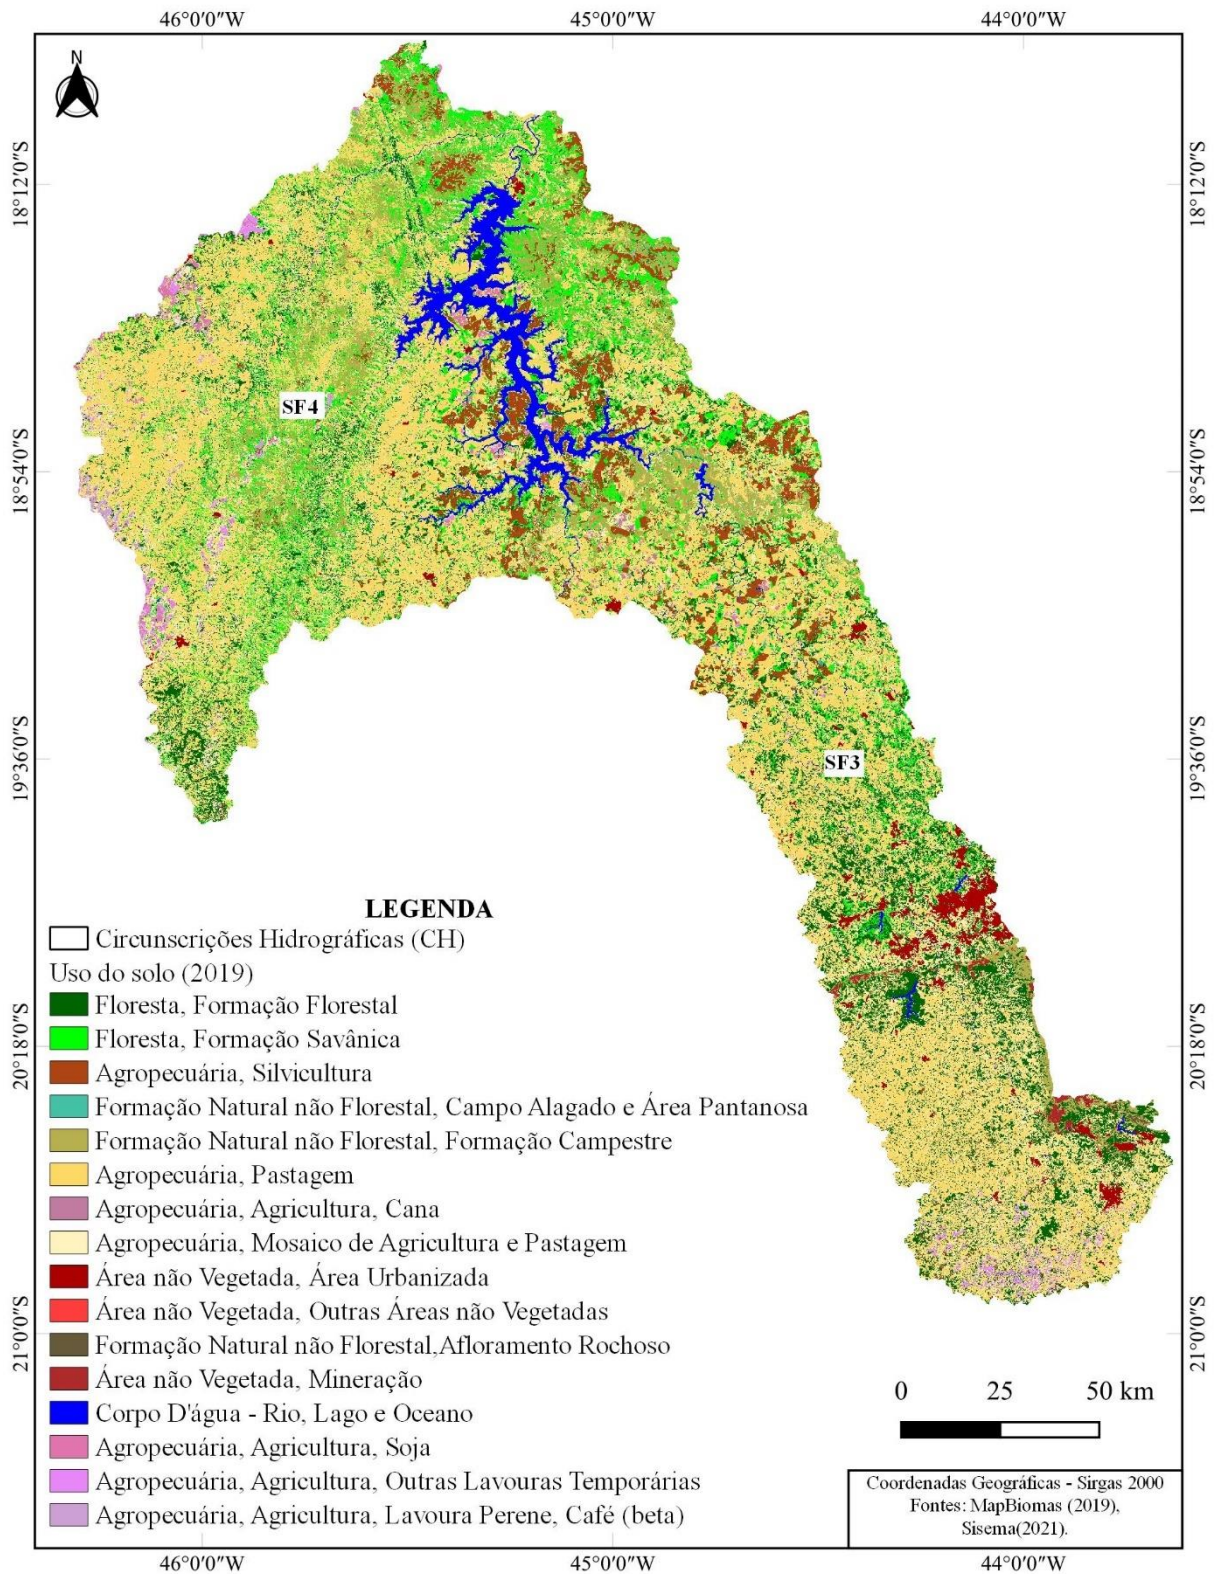 46°0'0"W 45°0'0"W 44°0'0"W
N
18°12'0"S 18°12'0"S
SF4
18°54'0"S 18°54'0"S
19°36'0"S 19°36'0"S
SF3
LEGENDA
Circunscrições Hidrográficas (CH)
Uso do solo (2019)
Floresta, Formação Florestal
Floresta, Formação Savânica
20°18'0"S 20°18'0"S
Agropecuária, Silvicultura
Formação Natural não Florestal, Campo Alagado e Área Pantanosa
Formação Natural não Florestal, Formação Campestre
Agropecuária, Pastagem
Agropecuária, Agricultura, Cana
Agropecuária, Mosaico de Agricultura e Pastagem
Área não Vegetada, Área Urbanizada
Área não Vegetada, Outras Áreas não Vegetadas
21°0'0"S 21°0'0"S
Formação Natural não Florestal,Afloramento Rochoso
Área não Vegetada, Mineração
Corpo D'água - Rio, Lago e Oceano
Agropecuária, Agricultura, Soja
Agropecuária, Agricultura, Outras Lavouras Temporárias
Agropecuária, Agricultura, Lavoura Perene, Café (beta)
0 25 50 km
Coordenadas Geográficas - Sirgas 2000
Fontes: MapBiomas (2019),
Sisema(2021).
46°0'0"W 45°0'0"W 44°0'0"W